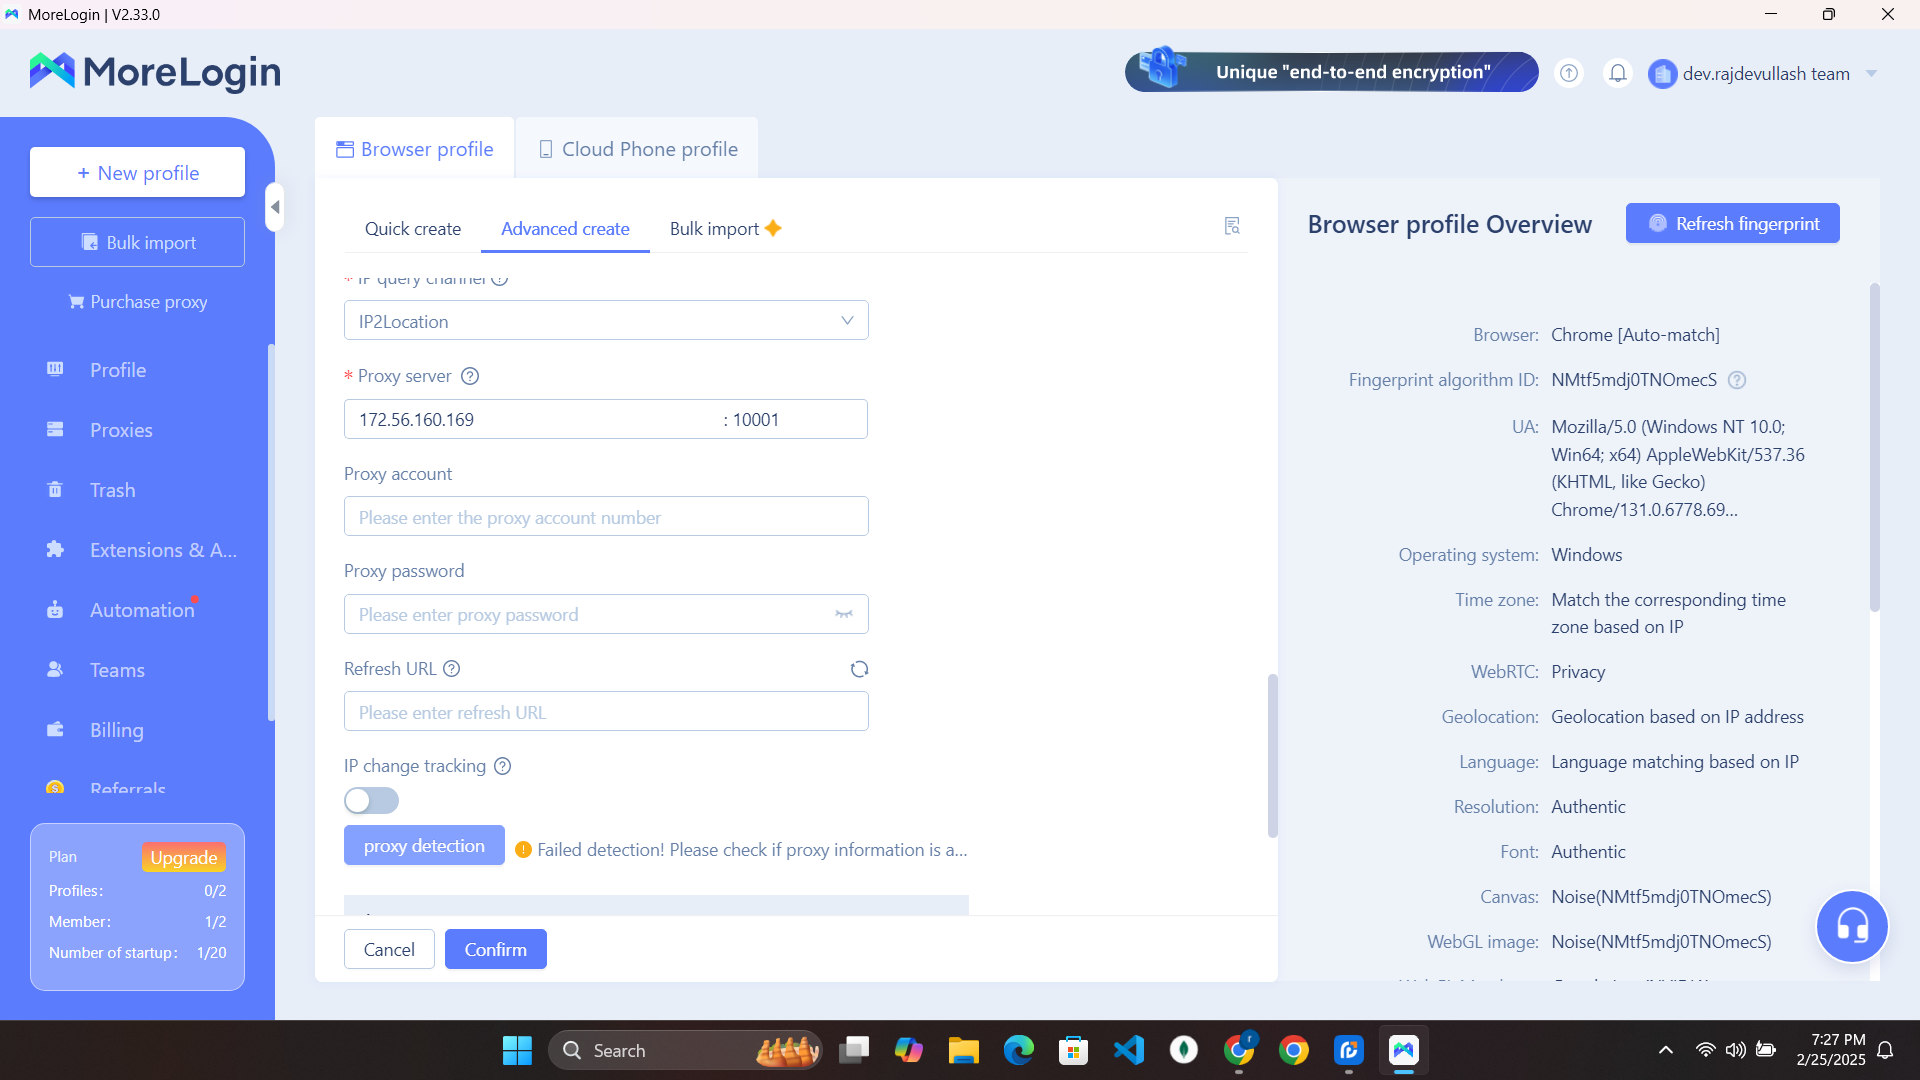 MoreLogin | V2.33.0
MoreLogin
Unique "end-to-end encryption"
dev.rajdevullash team
+ New profile
Bulk import
Purchase proxy
Profile
Proxies
Trash
Extensions & A...
Automation
Teams
Billing
Referrals
Plan
Upgrade
Profiles: 0/2
Member: 1/2
Number of startup: 1/20
Browser profile
Cloud Phone profile
Quick create
Advanced create
Bulk import
* IP query channel
IP2Location
* Proxy server
172.56.160.169 : 10001
Proxy account
Please enter the proxy account number
Proxy password
Please enter proxy password
Refresh URL
Please enter refresh URL
IP change tracking
proxy detection
Failed detection! Please check if proxy information is a...
Cancel
Confirm
Browser profile Overview
Refresh fingerprint
Browser: Chrome [Auto-match]
Fingerprint algorithm ID: NMtf5mdj0TNOmecS
UA: Mozilla/5.0 (Windows NT 10.0;
Win64; x64) AppleWebKit/537.36
(KHTML, like Gecko)
Chrome/131.0.6778.69...
Operating system: Windows
Time zone: Match the corresponding time
zone based on IP
WebRTC: Privacy
Geolocation: Geolocation based on IP address
Language: Language matching based on IP
Resolution: Authentic
Font: Authentic
Canvas: Noise(NMtf5mdj0TNOmecS)
WebGL image: Noise(NMtf5mdj0TNOmecS)
Search
7:27 PM
2/25/2025